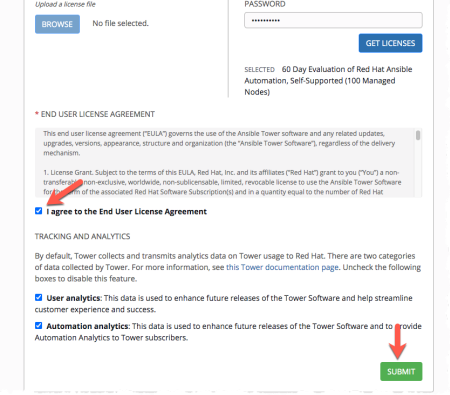 Upload a license file
BROWSE No file selected.
PASSWORD
••••••••••
GET LICENSES
SELECTED 60 Day Evaluation of Red Hat Ansible
Automation, Self-Supported (100 Managed
Nodes)
* END USER LICENSE AGREEMENT
This end user license agreement ("EULA") governs the use of the Ansible Tower software and any related updates,
upgrades, versions, appearance, structure and organization (the "Ansible Tower Software"), regardless of the delivery
mechanism.
1. License Grant. Subject to the terms of this EULA, Red Hat, Inc. and its affiliates ("Red Hat") grant to you ("You") a non-
transferable, non-exclusive, worldwide, non-sublicensable, limited, revocable license to use the Ansible Tower Software
for the term of the associated Red Hat Software Subscription(s) and in a quantity equal to the number of Red Hat
I agree to the End User License Agreement
TRACKING AND ANALYTICS
By default, Tower collects and transmits analytics data on Tower usage to Red Hat. There are two categories
of data collected by Tower. For more information, see this Tower documentation page. Uncheck the following
boxes to disable this feature.
User analytics: This data is used to enhance future releases of the Tower Software and help streamline
customer experience and success.
Automation analytics: This data is used to enhance future releases of the Tower Software and to provide
Automation Analytics to Tower subscribers.
SUBMIT